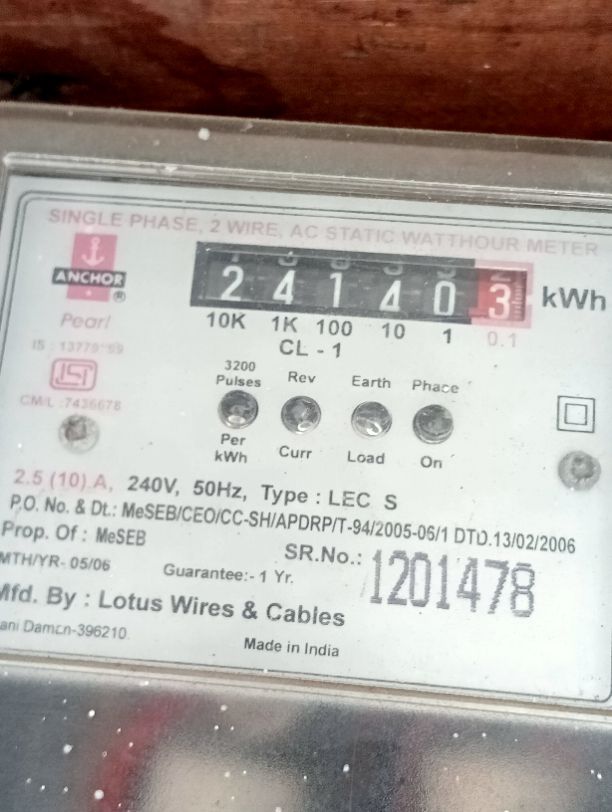 SINGLE PHASE, 2 WIRE, AC STATIC WATTHOUR METER
ANCHOR
®
Pearl
IS : 13779*99
ISI
CM/L :7436678
2 4 1 4 0 3 kWh
10K 1K 100 10 1 0.1
CL - 1
3200 Pulses Per kWh
Rev Curr
Earth Load
Phace On
2.5 (10) A, 240V, 50Hz, Type : LEC S
P.O. No. & Dt.: MeSEB/CEO/CC-SH/APDRP/T-94/2005-06/1 DTD.13/02/2006
Prop. Of : MeSEB
SR.No.: 1201478
MTH/YR- 05/06
Guarantee:- 1 Yr.
Mfd. By : Lotus Wires & Cables
396210.
Made in India